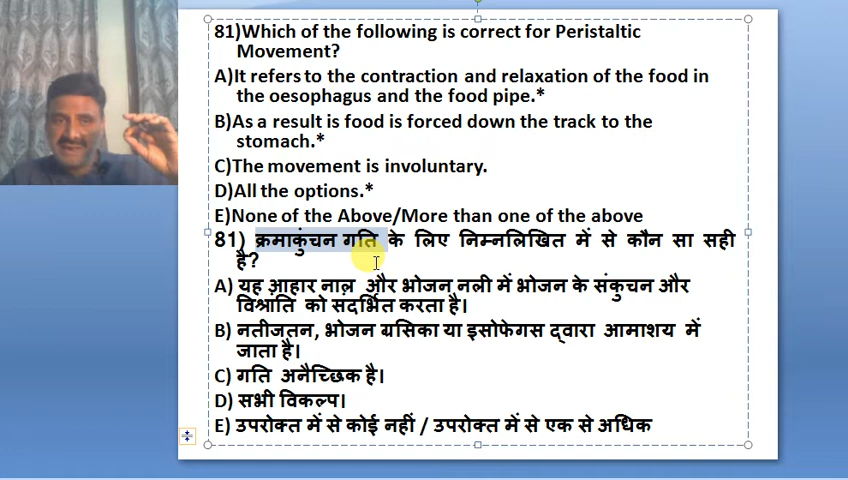 81)Which of the following is correct for Peristaltic
Movement?
A)It refers to the contraction and relaxation of the food in
the oesophagus and the food pipe.*
B)As a result is food is forced down the track to the
stomach.*
C)The movement is involuntary.
D)All the options.*
E)None of the Above/More than one of the above
81) क्रमाकुंचन गति के लिए निम्नलिखित में से कौन सा सही
है?
A) यह आहार नाल और भोजन नली में भोजन के संकुचन और
विश्रांति को संदर्भित करता है।
B) नतीजतन, भोजन ग्रसिका या इसोफेगस द्वारा आमाशय में
जाता है।
C) गति अनैच्छिक है।
D) सभी विकल्प।
E) उपरोक्त में से कोई नहीं / उपरोक्त में से एक से अधिक